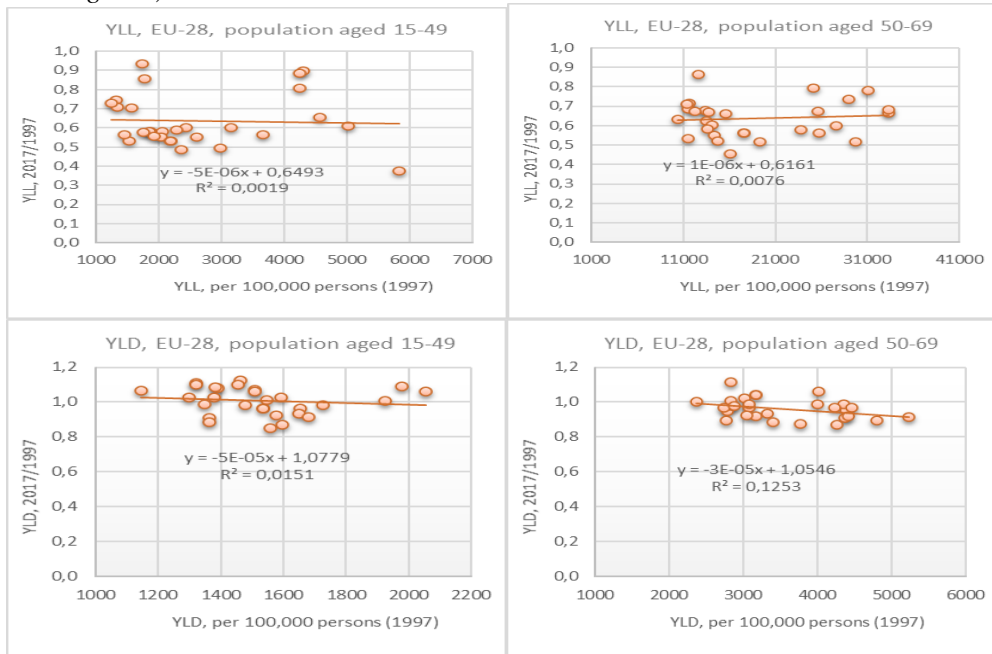 YLL, EU-28, population aged 15-49
1,0
0,9
0,8
0,7
0,6
0,5
0,4
0,3
0,2
0,1
0,0
YLL, 2017/1997
y = -5E-06x + 0,6493
R² = 0,0019
1000 2000 3000 4000 5000 6000 7000
YLL, per 100,000 persons (1997)
YLL, EU-28, population aged 50-69
1,0
0,9
0,8
0,7
0,6
0,5
0,4
0,3
0,2
0,1
0,0
YLL, 2017/1997
y = 1E-06x + 0,6161
R² = 0,0076
1000 11000 21000 31000 41000
YLL, per 100,000 persons (1997)
YLD, EU-28, population aged 15-49
1,2
1,0
0,8
0,6
0,4
0,2
0,0
YLD, 2017/1997
y = -5E-05x + 1,0779
R² = 0,0151
1000 1200 1400 1600 1800 2000 2200
YLD, per 100,000 persons (1997)
YLD, EU-28, population aged 50-69
1,2
1,0
0,8
0,6
0,4
0,2
0,0
YLD, 2017/1997
y = -3E-05x + 1,0546
R² = 0,1253
1000 2000 3000 4000 5000 6000
YLD, per 100,000 persons (1997)